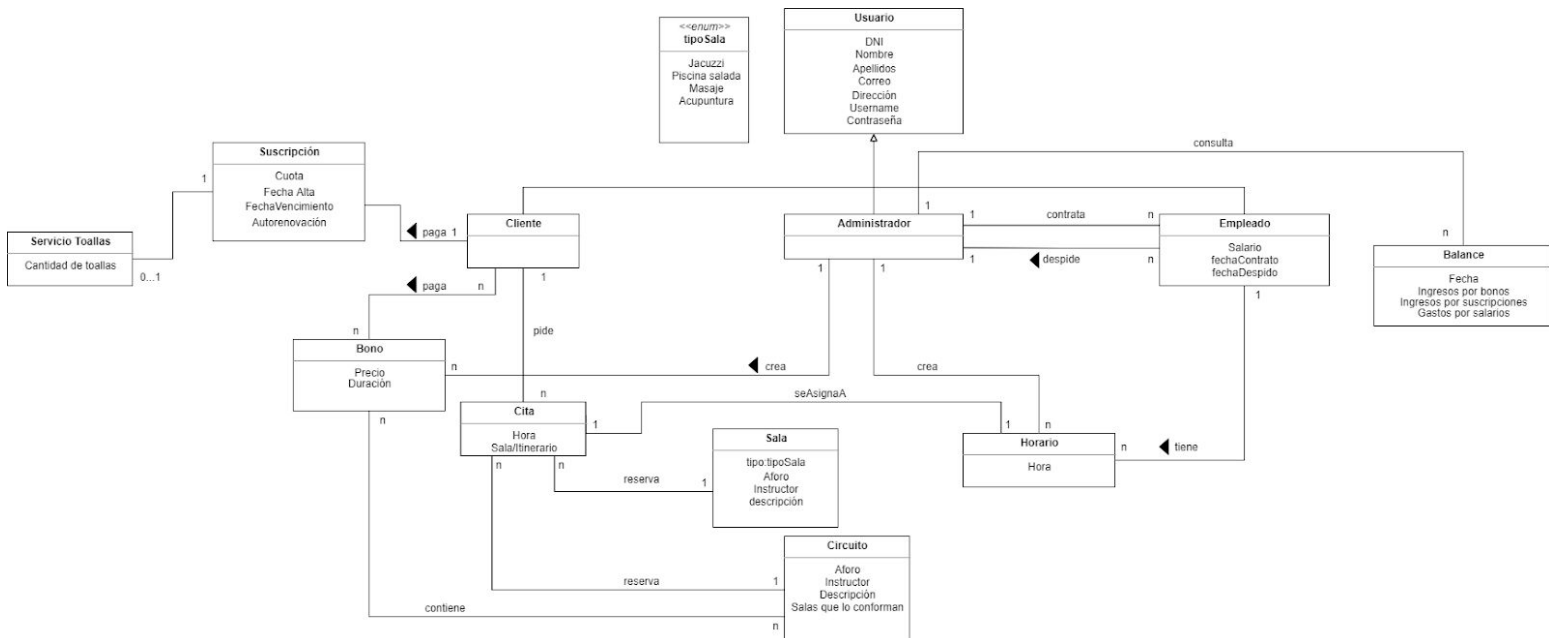 <<enum>>
tipoSala
Jacuzzi
Piscina salada
Masaje
Acupuntura
Usuario
DNI
Nombre
Apellidos
Correo
Dirección
Username
Contraseña
consulta
1
n
Suscripción
Cuota
Fecha Alta
FechaVencimiento
Autorenovación
1
0...1
Servicio Toallas
Cantidad de toallas
paga 1
Cliente
paga n
n
1
pide
n
Administrador
1 contrata n
1 despide n
Empleado
Salario
fechaContrato
fechaDespido
1
Balance
Fecha
Ingresos por bonos
Ingresos por suscripciones
Gastos por salarios
Bono
Precio
Duración
n crea 1
1 crea n
n
Cita
Hora
Sala/Itinerario
1 seAsignaA 1
Horario
Hora
n tiene
n n
reserva 1
Sala
tipo:tipoSala
Aforo
Instructor
descripción
reserva 1
Circuito
Aforo
Instructor
Descripción
Salas que lo conforman
contiene n